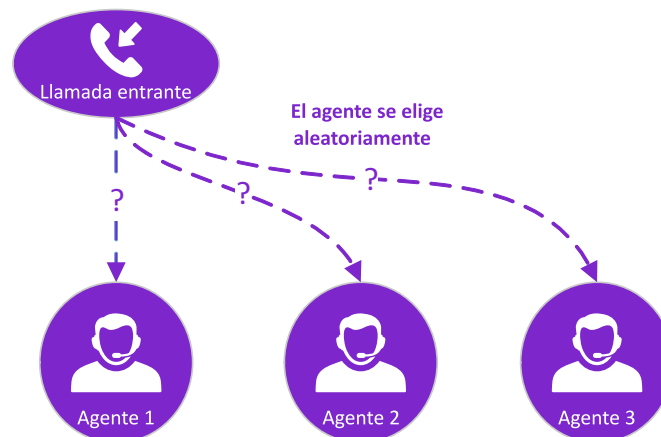 Llamada entrante
El agente se elige
aleatoriamente
?
?
?
Agente 1
Agente 2
Agente 3